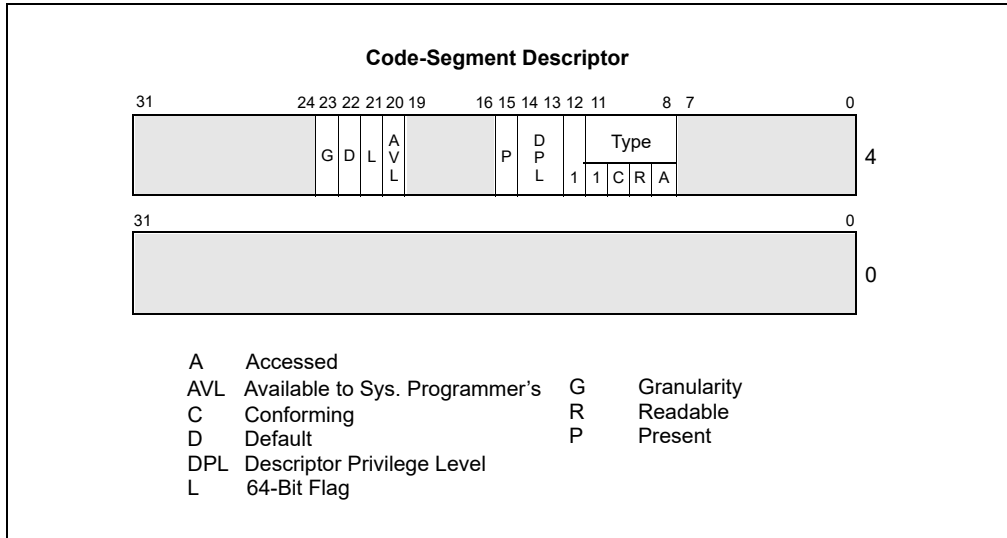 Code-Segment Descriptor
31 24 23 22 21 20 19 16 15 14 13 12 11 8 7 0
G D L AVL P DPL Type 4
1 1 C R A
31 0
0
A Accessed
AVL Available to Sys. Programmer’s G Granularity
C Conforming R Readable
D Default P Present
DPL Descriptor Privilege Level
L 64-Bit Flag